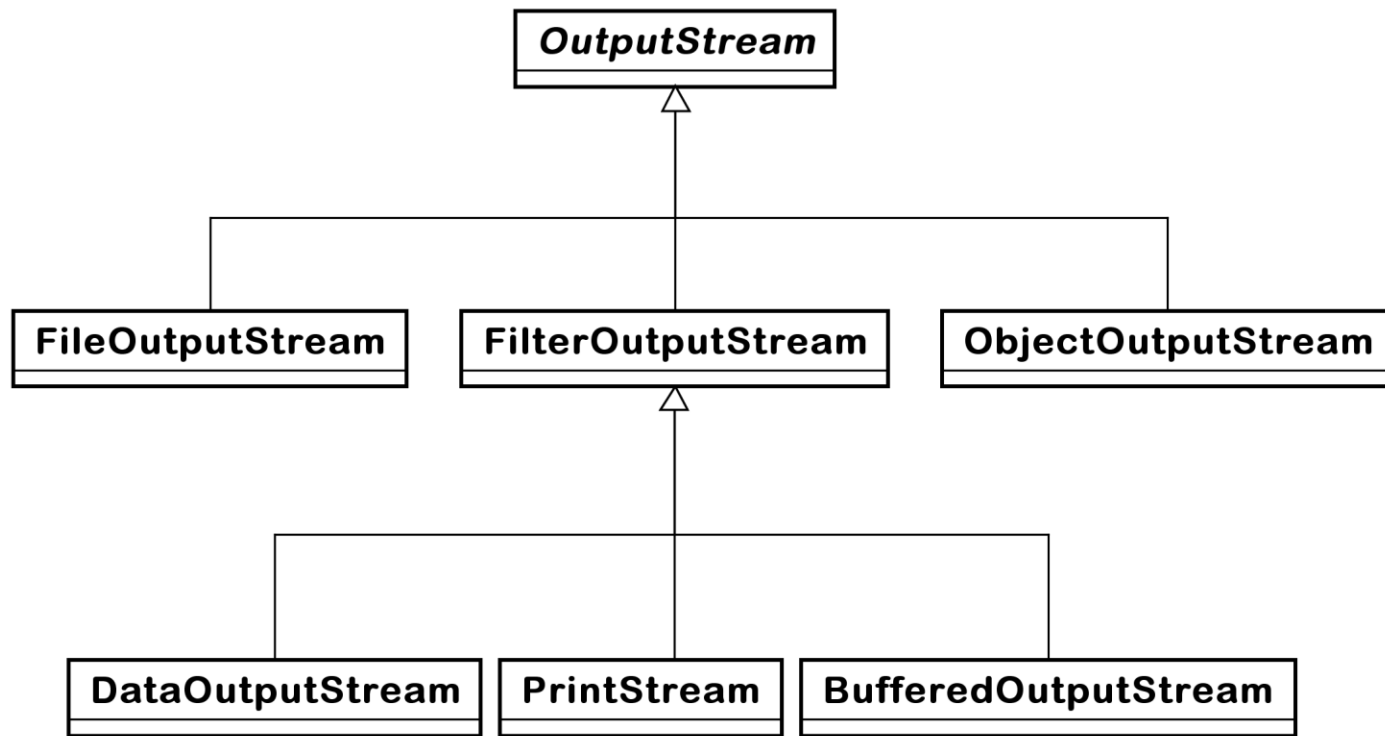 OutputStream
FileOutputStream
FilterOutputStream
ObjectOutputStream
DataOutputStream
PrintStream
BufferedOutputStream